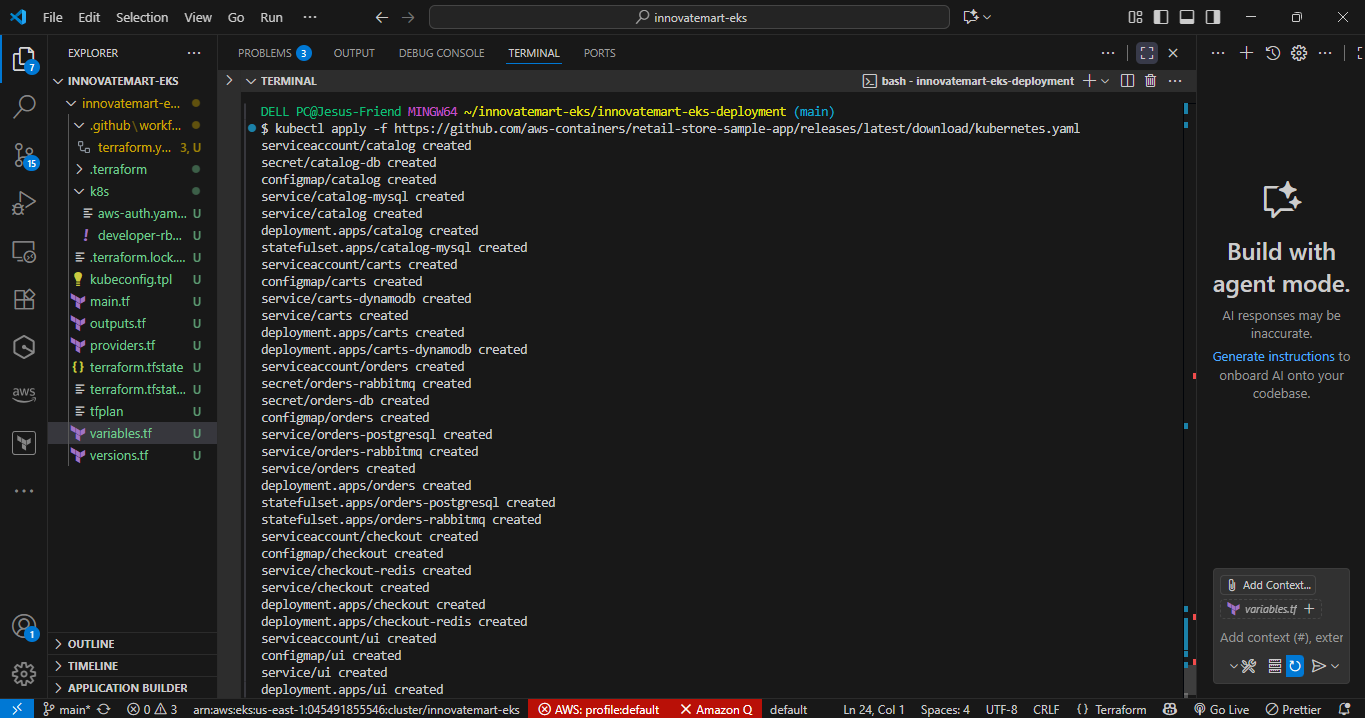 File Edit Selection View Go Run ···
innovatemart-eks
EXPLORER
INNOVATEMART-EKS
innovatemart-e...
.github\workf...
terraform.y... 3, U
.terraform
k8s
aws-auth.yam... U
developer-rb... U
.terraform.lock.... U
kubeconfig.tpl U
main.tf U
outputs.tf U
providers.tf U
terraform.tfstate U
terraform.tfstat... U
tfplan U
variables.tf U
versions.tf U
OUTLINE
TIMELINE
APPLICATION BUILDER
7
15
aws
1
PROBLEMS 3 OUTPUT DEBUG CONSOLE TERMINAL PORTS
TERMINAL
bash - innovatemart-eks-deployment
DELL PC@Jesus-Friend MINGW64 ~/innovatemart-eks/innovatemart-eks-deployment (main)
$ kubectl apply -f https://github.com/aws-containers/retail-store-sample-app/releases/latest/download/kubernetes.yaml
serviceaccount/catalog created
secret/catalog-db created
configmap/catalog created
service/catalog-mysql created
service/catalog created
deployment.apps/catalog created
statefulset.apps/catalog-mysql created
serviceaccount/carts created
configmap/carts created
service/carts-dynamodb created
service/carts created
deployment.apps/carts created
deployment.apps/carts-dynamodb created
serviceaccount/orders created
secret/orders-rabbitmq created
secret/orders-db created
configmap/orders created
service/orders-postgresql created
service/orders-rabbitmq created
service/orders created
deployment.apps/orders created
statefulset.apps/orders-postgresql created
statefulset.apps/orders-rabbitmq created
serviceaccount/checkout created
configmap/checkout created
service/checkout-redis created
service/checkout created
deployment.apps/checkout created
deployment.apps/checkout-redis created
serviceaccount/ui created
configmap/ui created
service/ui created
deployment.apps/ui created
Build with
agent mode.
AI responses may be
inaccurate.
Generate instructions to
onboard AI onto your
codebase.
Add Context...
variables.tf +
Add context (#), exter
main* 0 3 arn:aws:eks:us-east-1:045491855546:cluster/innovatemart-eks AWS: profile:default Amazon Q default Ln 24, Col 1 Spaces: 4 UTF-8 CRLF {} Terraform Go Live Prettier